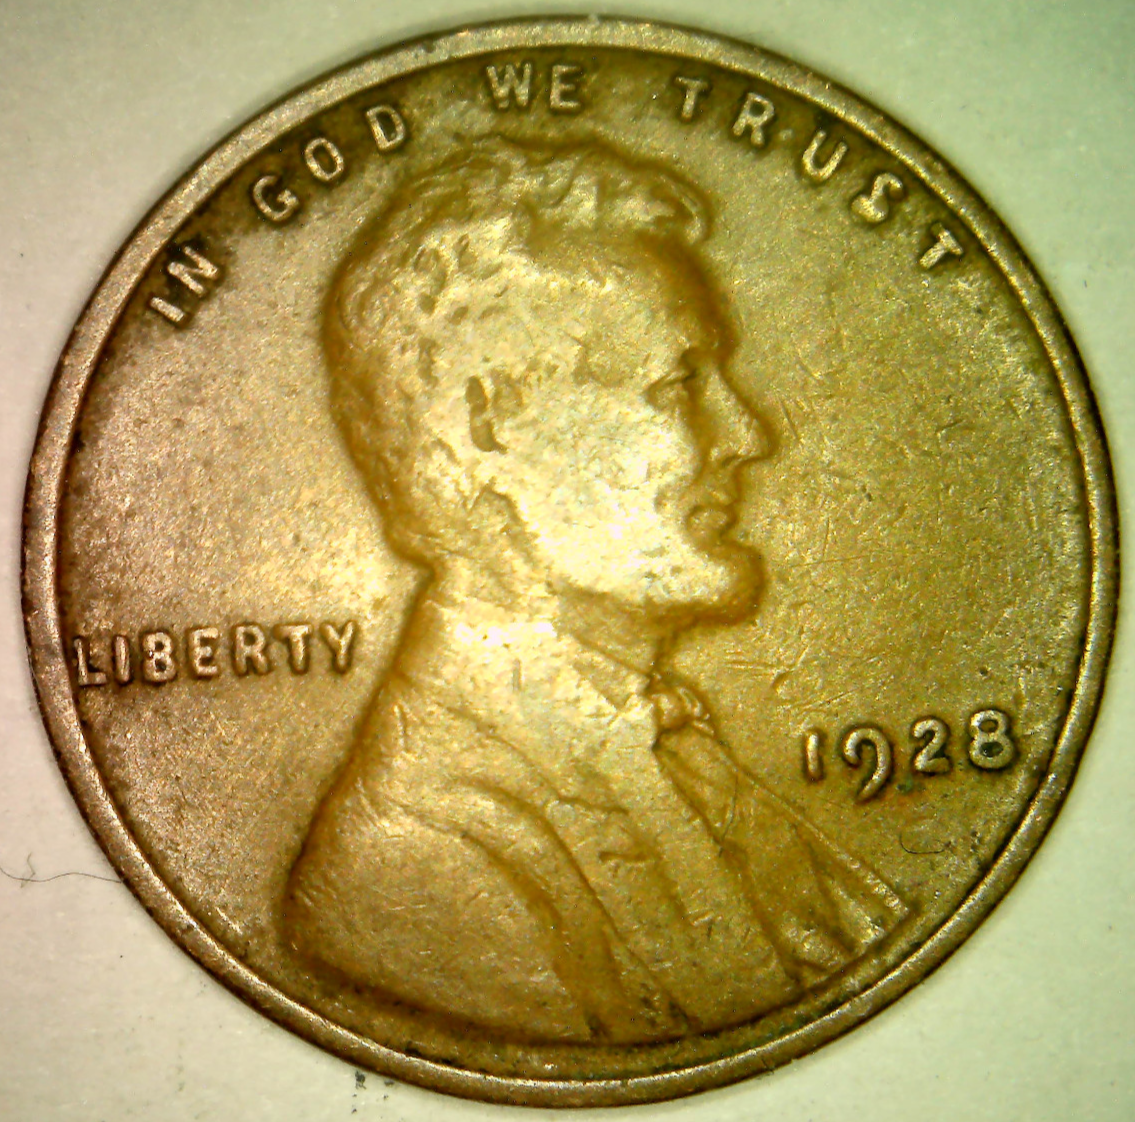 IN GOD WE TRUST
LIBERTY
1928